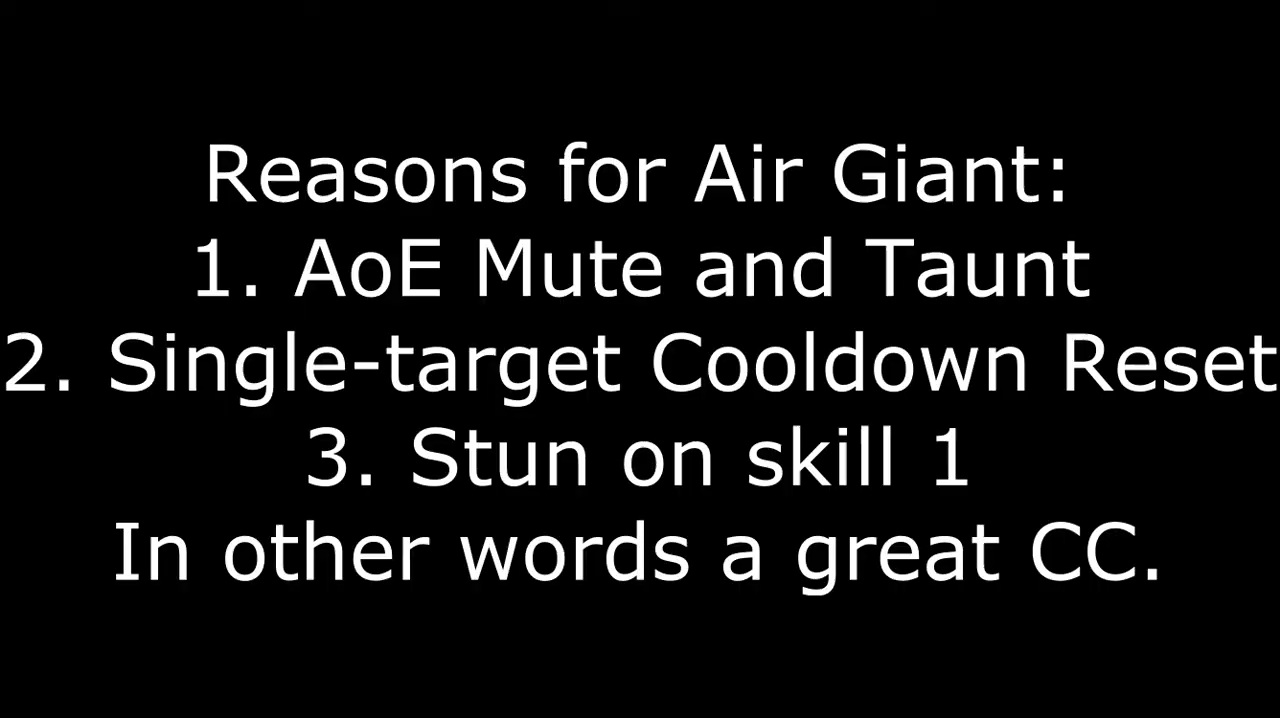 Reasons for Air Giant:
1. AoE Mute and Taunt
2. Single-target Cooldown Reset
3. Stun on skill 1
In other words a great CC.